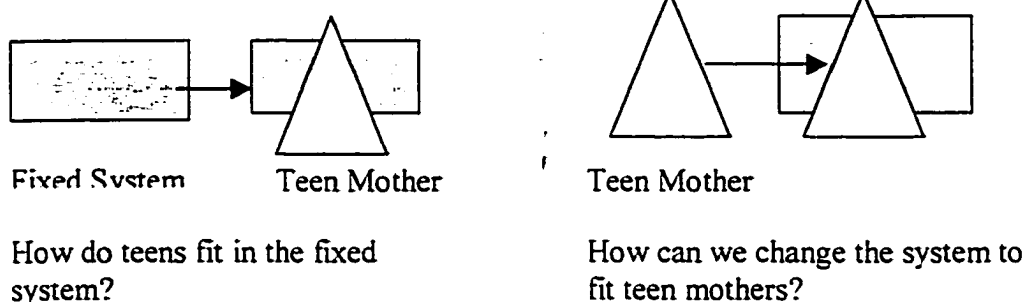 Fixed System
Teen Mother
Teen Mother
How do teens fit in the fixed
system?
How can we change the system to
fit teen mothers?